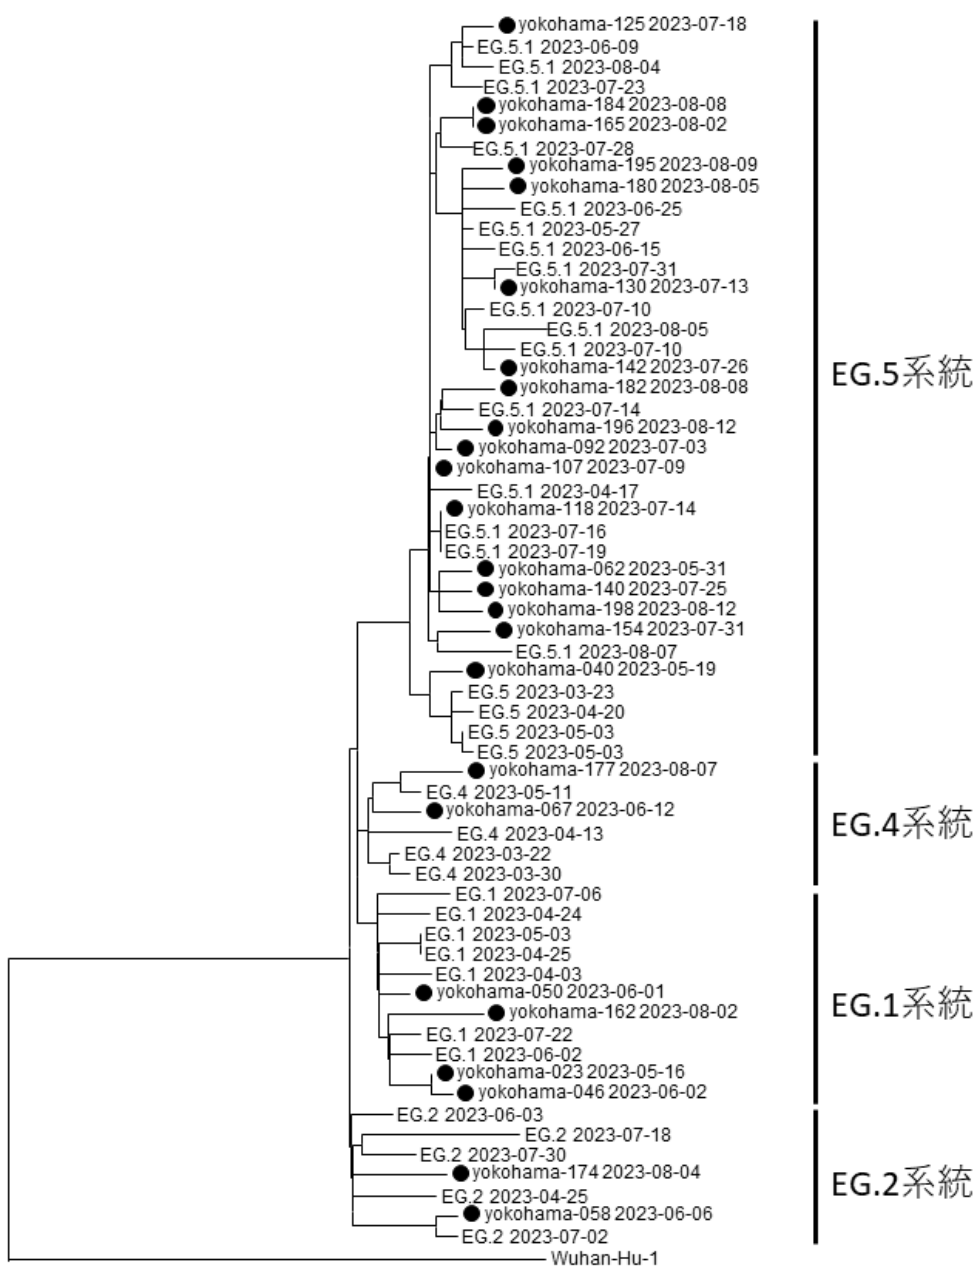 yokohama-125 2023-07-18
EG.5.1 2023-06-09
EG.5.1 2023-08-04
EG.5.1 2023-07-23
yokohama-184 2023-08-08
yokohama-165 2023-08-02
EG.5.1 2023-07-28
yokohama-195 2023-08-09
yokohama-180 2023-08-05
EG.5.1 2023-06-25
EG.5.1 2023-05-27
EG.5.1 2023-06-15
EG.5.1 2023-07-31
yokohama-130 2023-07-13
EG.5.1 2023-07-10
EG.5.1 2023-08-05
EG.5.1 2023-07-10
yokohama-142 2023-07-26
EG.5系統
yokohama-182 2023-08-08
EG.5.1 2023-07-14
yokohama-196 2023-08-12
yokohama-092 2023-07-03
yokohama-107 2023-07-09
EG.5.1 2023-04-17
yokohama-118 2023-07-14
EG.5.1 2023-07-16
EG.5.1 2023-07-19
yokohama-062 2023-05-31
yokohama-140 2023-07-25
yokohama-198 2023-08-12
yokohama-154 2023-07-31
EG.5.1 2023-08-07
yokohama-040 2023-05-19
EG.5 2023-03-23
EG.5 2023-04-20
EG.5 2023-05-03
EG.5 2023-05-03
yokohama-177 2023-08-07
EG.4 2023-05-11
yokohama-067 2023-06-12
EG.4系統
EG.4 2023-04-13
EG.4 2023-03-22
EG.4 2023-03-30
EG.1 2023-07-06
EG.1 2023-04-24
EG.1 2023-05-03
EG.1 2023-04-25
EG.1 2023-04-03
yokohama-050 2023-06-01
EG.1系統
yokohama-162 2023-08-02
EG.1 2023-07-22
EG.1 2023-06-02
yokohama-023 2023-05-16
yokohama-046 2023-06-02
EG.2 2023-06-03
EG.2 2023-07-18
EG.2 2023-07-30
yokohama-174 2023-08-04
EG.2系統
EG.2 2023-04-25
yokohama-058 2023-06-06
EG.2 2023-07-02
Wuhan-Hu-1